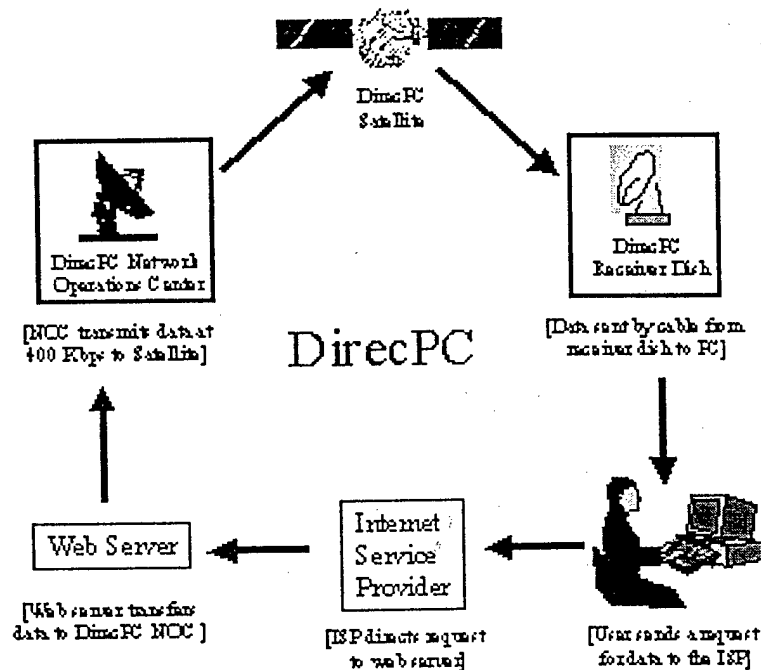 DirecPC
Satellite
DirecPC Network
Operations Center
[NOC transmits data at
400 Kbps to Satellite]
DirecPC
Receiver Dish
[Data sent by cable from
receiver dish to PC]
DirecPC
Web Server
[Web server transfers
data to DirecPC NOC ]
Internet
Service
Provider
[ISP directs request
to web server]
[User sends a request
for data to the ISP]